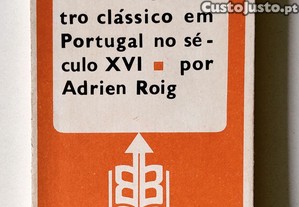 CustoJusto.pt
tro clássico em
Portugal no sé-
culo XVI ■ por
Adrien Roig